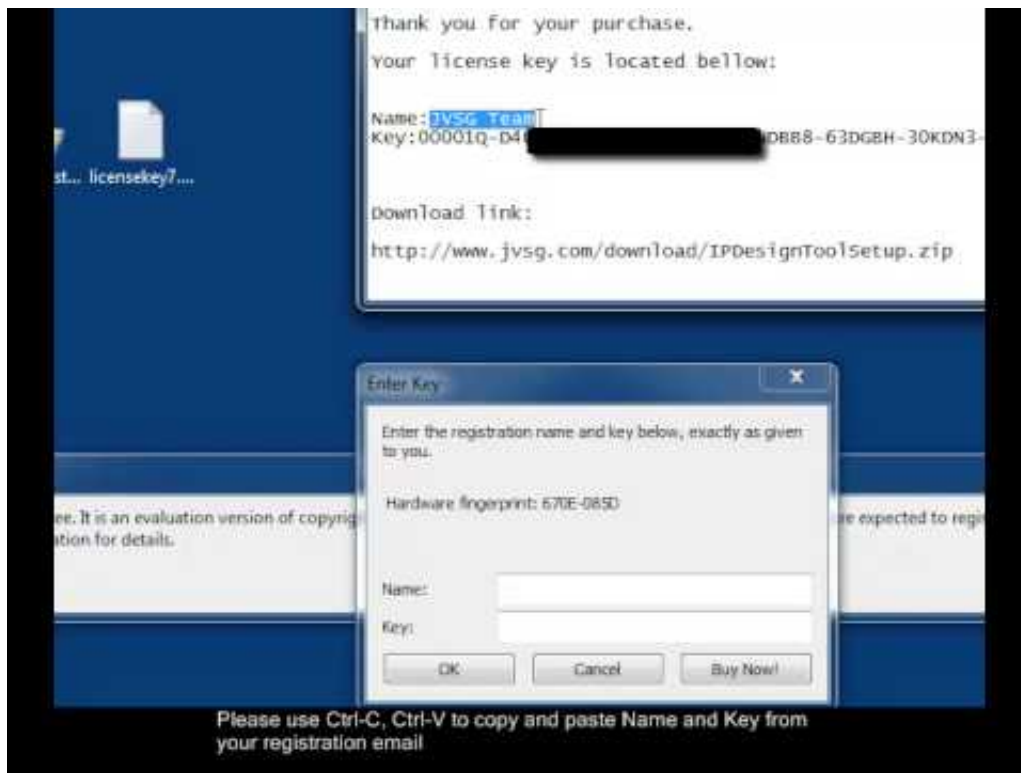 Thank you for your purchase.
Your license key is located bellow:
Name:JVSG Team
Key:00001Q-D4 DBB8-63DGBH-30KDN3-
st... licensekey7....
Download link:
http://www.jvsg.com/download/IPDesignToolSetup.zip
Enter Key
Enter the registration name and key below, exactly as given
to you.
Hardware fingerprint: 670E-085D
ee. It is an evaluation version of copyrig
re expected to regi
ation for details.
Name:
Key:
OK Cancel Buy Now!
Please use Ctrl-C, Ctrl-V to copy and paste Name and Key from
your registration email